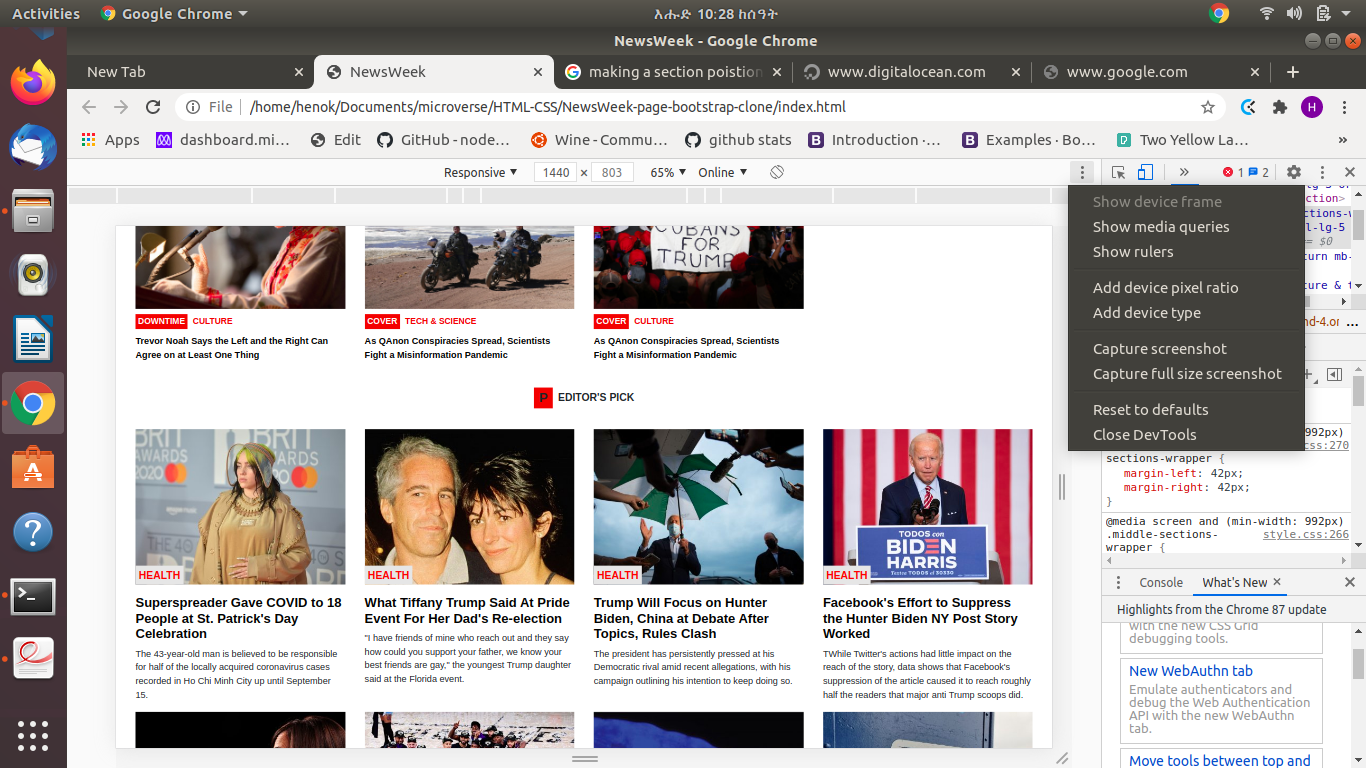 Activities Google Chrome እሑድ 10:28 ከሰዓት
NewsWeek - Google Chrome
New Tab NewsWeek making a section poistion www.digitalocean.com www.google.com
File /home/henok/Documents/microverse/HTML-CSS/NewsWeek-page-bootstrap-clone/index.html H
Apps dashboard.mi… Edit GitHub - node… Wine - Commu… github stats Introduction ·… Examples · Bo… Two Yellow La…
Responsive 1440 × 803 65% Online 1 2
Show device frame
Show media queries
Show rulers
Add device pixel ratio
Add device type
Capture screenshot
Capture full size screenshot
Reset to defaults
Close DevTools
CUBANS
FOR
TRUMP
DOWNTIME CULTURE
Trevor Noah Says the Left and the Right Can
Agree on at Least One Thing
COVER TECH & SCIENCE
As QAnon Conspiracies Spread, Scientists
Fight a Misinformation Pandemic
COVER CULTURE
As QAnon Conspiracies Spread, Scientists
Fight a Misinformation Pandemic
P EDITOR'S PICK
BRIT
AWARDS
2020
HEALTH
Superspreader Gave COVID to 18
People at St. Patrick's Day
Celebration
The 43-year-old man is believed to be responsible
for half of the locally acquired coronavirus cases
recorded in Ho Chi Minh City up until September
15.
HEALTH
What Tiffany Trump Said At Pride
Event For Her Dad's Re-election
"I have friends of mine who reach out and they say
how could you support your father, we know your
best friends are gay," the youngest Trump daughter
said at the Florida event.
HEALTH
Trump Will Focus on Hunter
Biden, China at Debate After
Topics, Rules Clash
The president has persistently pressed at his
Democratic rival amid recent allegations, with his
campaign outlining his intention to keep doing so.
TODOS con
BIDEN
HARRIS
HEALTH
Facebook's Effort to Suppress
the Hunter Biden NY Post Story
Worked
TWhile Twitter's actions had little impact on the
reach of the story, data shows that Facebook's
suppression of the article caused it to reach roughly
half the readers that major anti Trump scoops did.
ction>
ctions-w
l-lg-5
== $0
turn mb-
ture & t
nd-4.or …
992px)
css:270
sections-wrapper {
margin-left: 42px;
margin-right: 42px;
}
@media screen and (min-width: 992px)
.middle-sections- style.css:266
wrapper {
Console What's New
Highlights from the Chrome 87 update
with the new CSS Grid
debugging tools.
New WebAuthn tab
Emulate authenticators and
debug the Web Authentication
API with the new WebAuthn
tab.
Move tools between top and